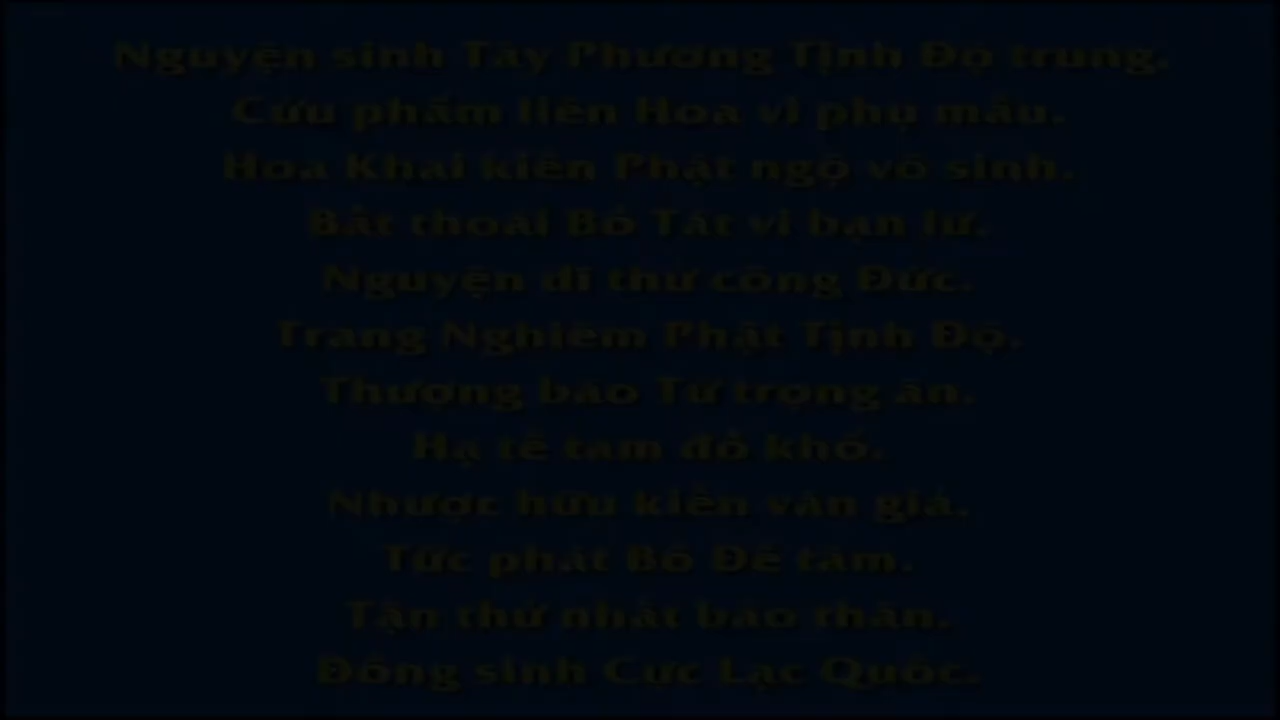 Nguyện sinh Tây Phương Tịnh Độ trung.
Cửu phẩm liên Hoa vi phụ mẫu.
Hoa Khai kiến Phật ngộ vô sinh.
Bất thoái Bồ Tát vi bạn lữ.
Nguyện dĩ thử công Đức.
Trang Nghiêm Phật Tịnh Độ.
Thượng báo Tứ trọng ân.
Hạ tế tam đồ khổ.
Nhược hữu kiến văn giả.
Tức phát Bồ Đề tâm.
Tận thử nhất báo thân.
Đồng sinh Cực Lạc Quốc.